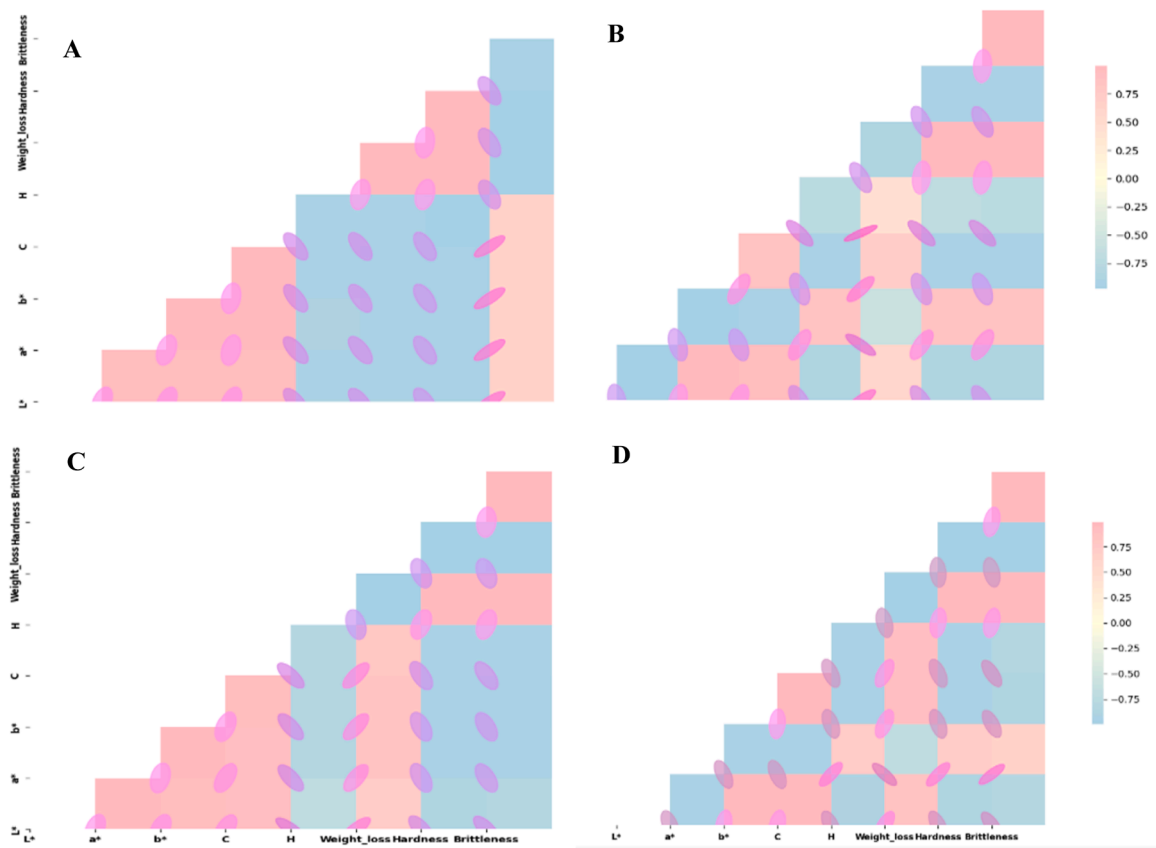 A
Brittleness
Hardness
Weight_loss
H
C
b*
a*
L*
B
0.75
0.50
0.25
0.00
−0.25
−0.50
−0.75
C
Brittleness
Hardness
Weight_loss
H
C
b*
a*
L*
L* a* b* C H Weight_loss Hardness Brittleness
D
0.75
0.50
0.25
0.00
−0.25
−0.50
−0.75
L* a* b* C H Weight_loss Hardness Brittleness